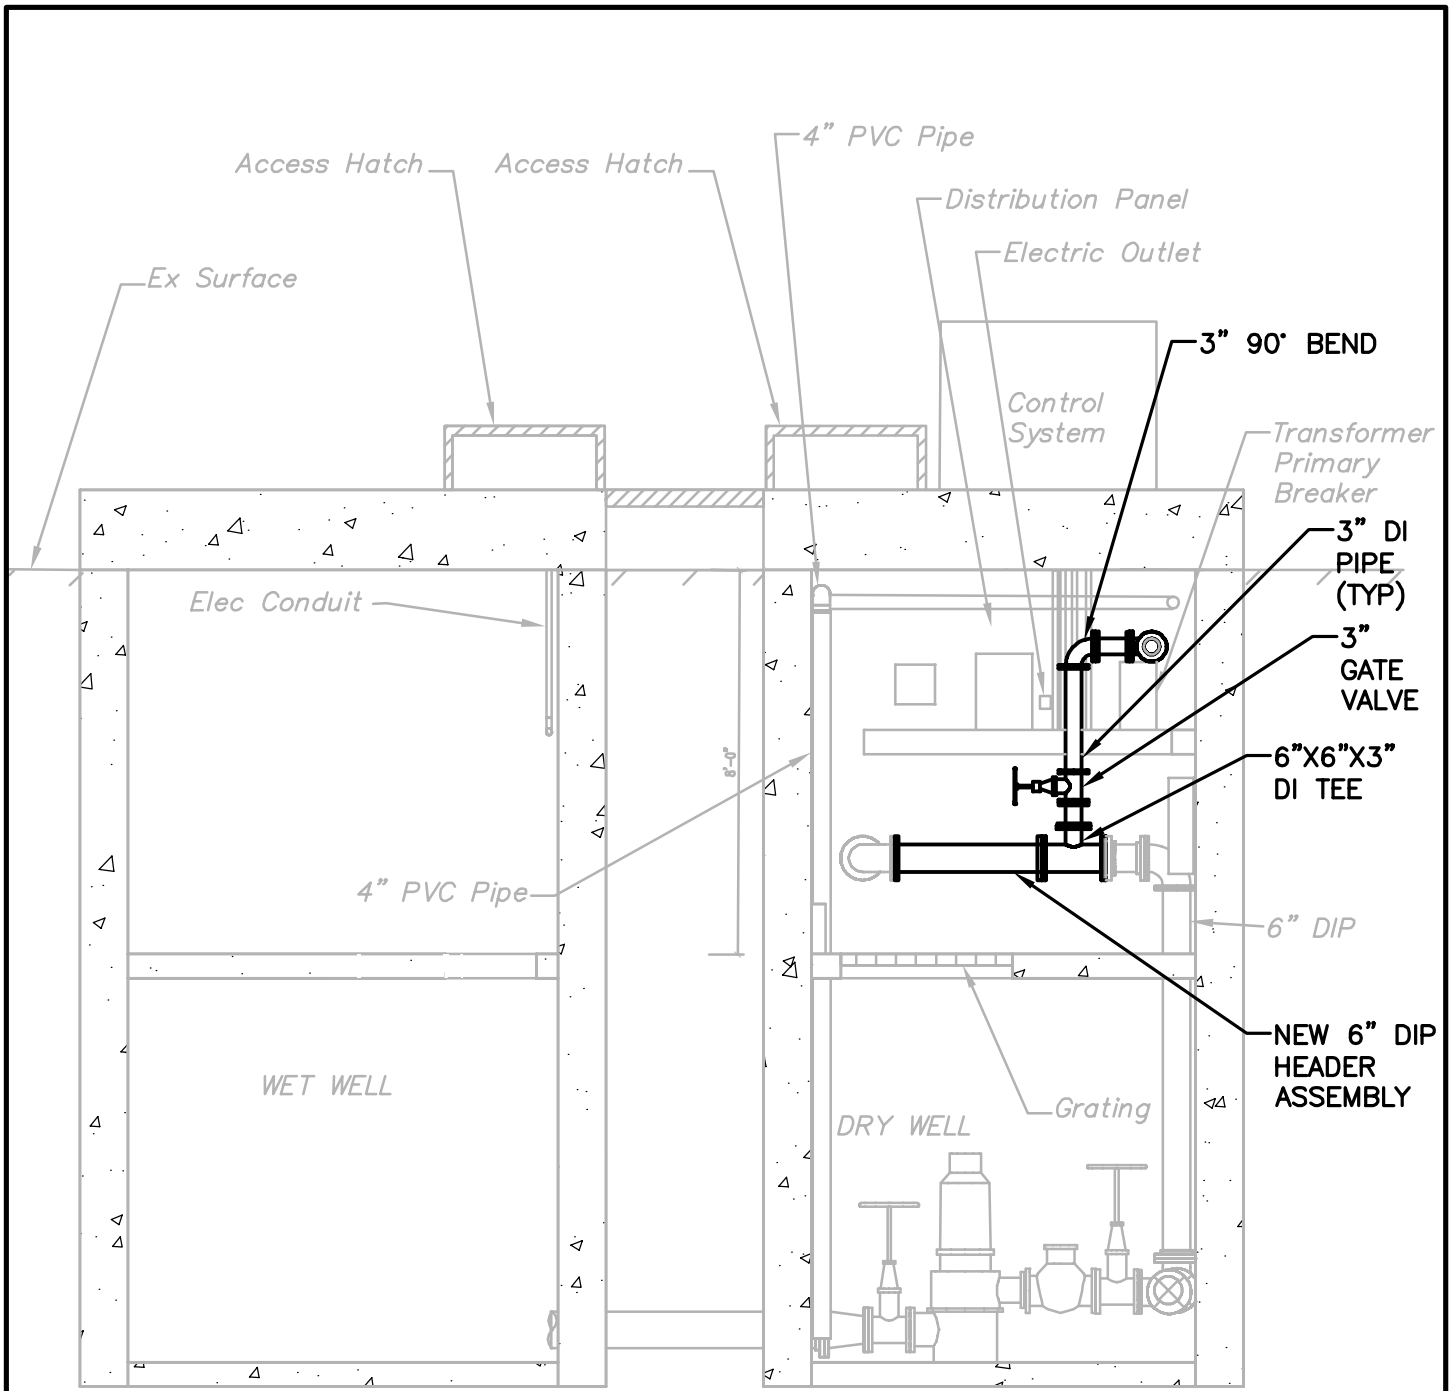 4" PVC Pipe
Access Hatch
Access Hatch
Distribution Panel
Electric Outlet
Ex Surface
3" 90° BEND
Control
System
Transformer
Primary
Breaker
3" DI
PIPE
(TYP)
Elec Conduit
3"
GATE
VALVE
8'-0"
6"X6"X3"
DI TEE
4" PVC Pipe
6" DIP
NEW 6" DIP
HEADER
ASSEMBLY
WET WELL
Grating
DRY WELL